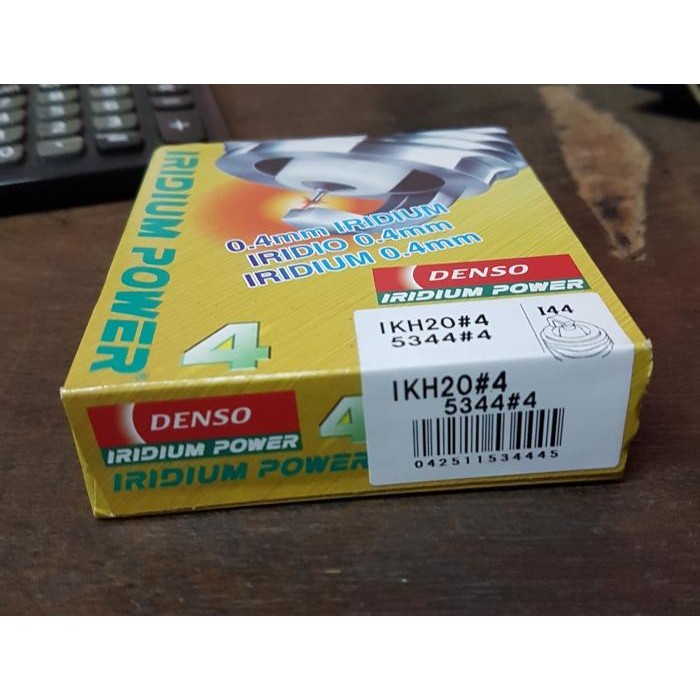 IRIDIUM POWER®
0.4mm IRIDIUM
IRIDIO 0.4mm
IRIDIUM 0.4mm
4
DENSO
IRIDIUM POWER
IKH20#4
5344#4
I44
DENSO
IRIDIUM POWER
IRIDIUM POWER
4
IKH20#4
5344#4
042511534445